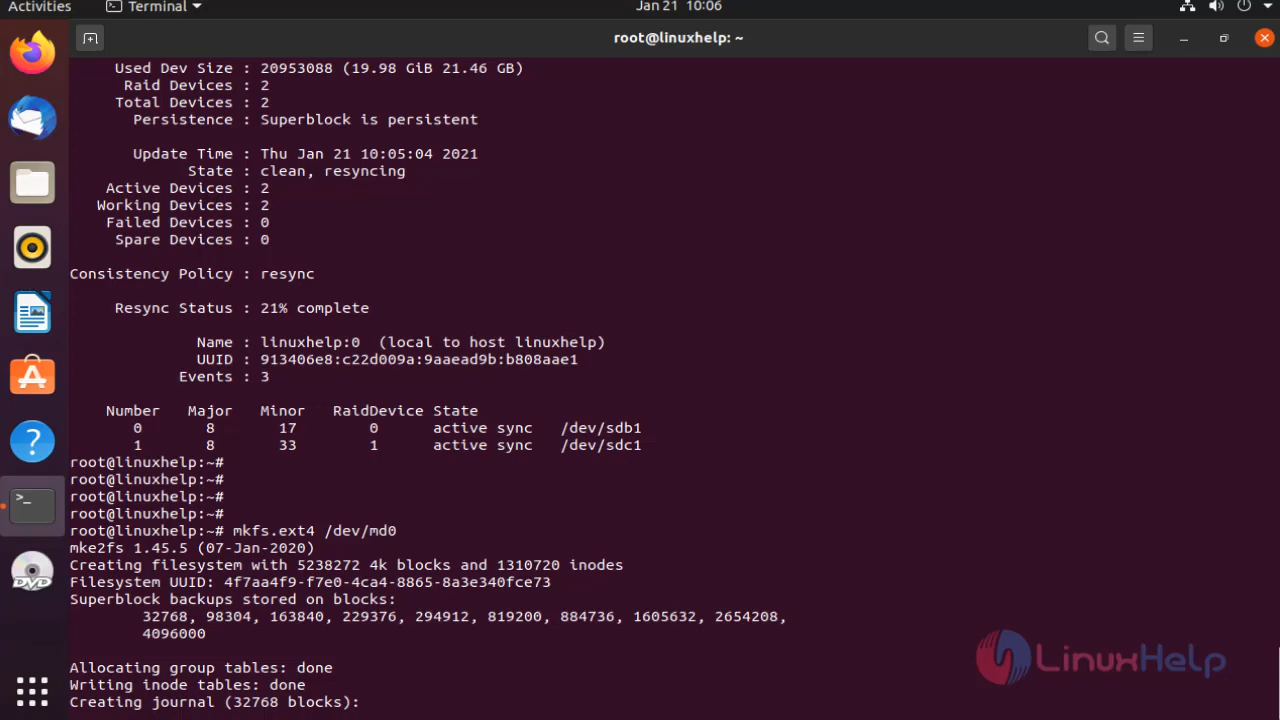 Activities
Terminal
Jan 21 10:06
root@linuxhelp: ~
Used Dev Size : 20953088 (19.98 GiB 21.46 GB)
Raid Devices : 2
Total Devices : 2
Persistence : Superblock is persistent
Update Time : Thu Jan 21 10:05:04 2021
State : clean, resyncing
Active Devices : 2
Working Devices : 2
Failed Devices : 0
Spare Devices : 0
Consistency Policy : resync
Resync Status : 21% complete
Name : linuxhelp:0  (local to host linuxhelp)
UUID : 913406e8:c22d009a:9aaead9b:b808aae1
Events : 3
Number   Major   Minor   RaidDevice State
0       8       17        0      active sync   /dev/sdb1
1       8       33        1      active sync   /dev/sdc1
root@linuxhelp:~#
root@linuxhelp:~#
root@linuxhelp:~#
root@linuxhelp:~#
root@linuxhelp:~# mkfs.ext4 /dev/md0
mke2fs 1.45.5 (07-Jan-2020)
Creating filesystem with 5238272 4k blocks and 1310720 inodes
Filesystem UUID: 4f7aa4f9-f7e0-4ca4-8865-8a3e340fce73
Superblock backups stored on blocks:
32768, 98304, 163840, 229376, 294912, 819200, 884736, 1605632, 2654208,
4096000
Allocating group tables: done
Writing inode tables: done
Creating journal (32768 blocks):
LinuxHelp
DVD